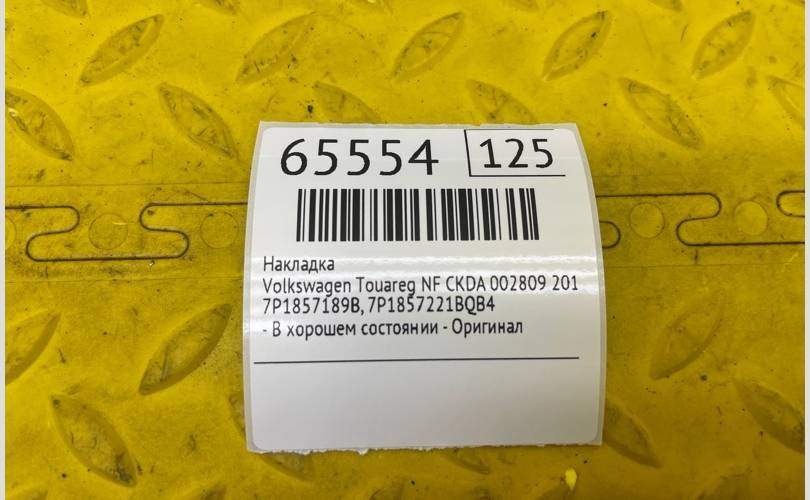 65554
125
Накладка
Volkswagen Touareg NF CKDA 002809 201
7P1857189B, 7P1857221BQB4
- В хорошем состоянии - Оригинал